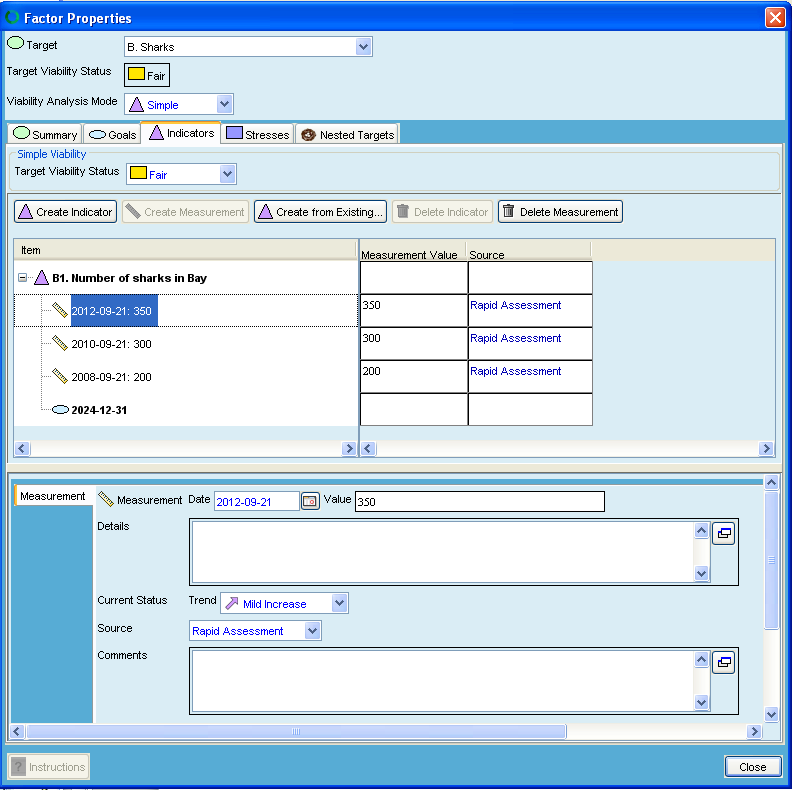 Factor Properties
Target B. Sharks
Target Viability Status Fair
Viability Analysis Mode Simple
Summary Goals Indicators Stresses Nested Targets
Simple Viability
Target Viability Status Fair
Create Indicator Create Measurement Create from Existing... Delete Indicator Delete Measurement
Item Measurement Value Source
B1. Number of sharks in Bay
2012-09-21: 350 350 Rapid Assessment
2010-09-21: 300 300 Rapid Assessment
2008-09-21: 200 200 Rapid Assessment
2024-12-31
Measurement Measurement Date 2012-09-21 Value 350
Details
Current Status Trend Mild Increase
Source Rapid Assessment
Comments
? Instructions Close